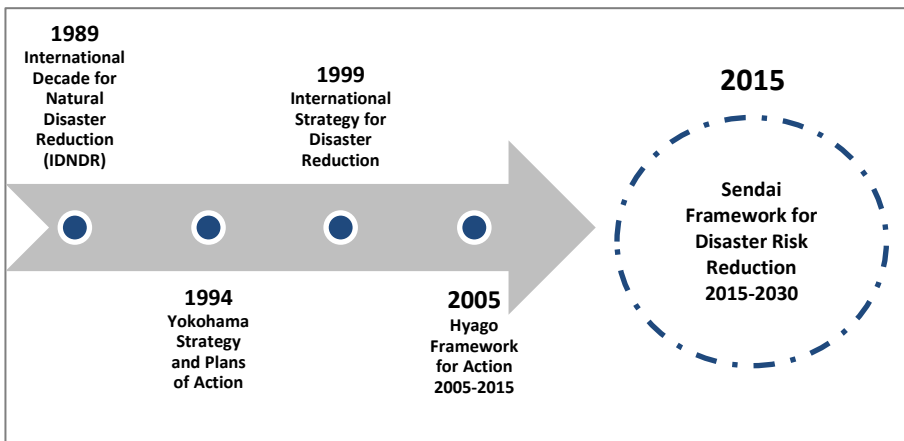 1989
International
Decade for
Natural
Disaster
Reduction
(IDNDR)
1994
Yokohama
Strategy
and Plans
of Action
1999
International
Strategy for
Disaster
Reduction
2005
Hyago
Framework
for Action
2005-2015
2015
Sendai
Framework for
Disaster Risk
Reduction
2015-2030